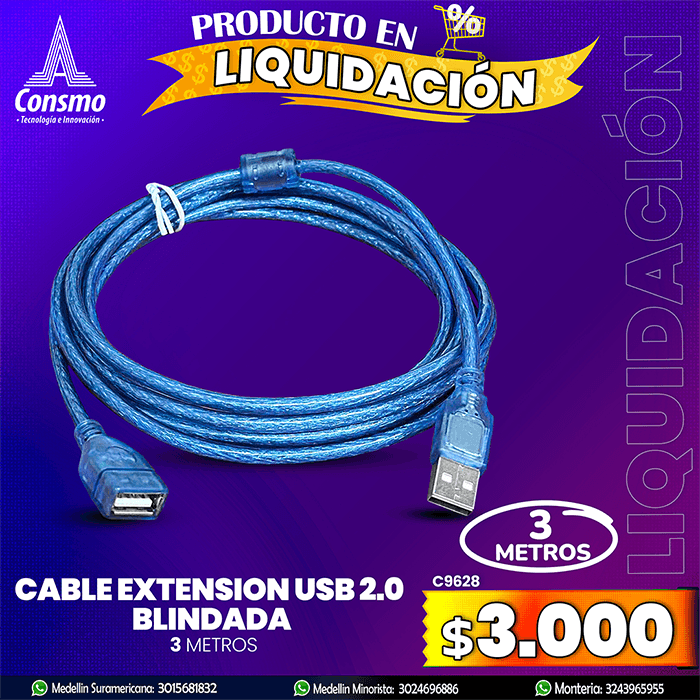 Consmo
• Tecnología e Innovación •
PRODUCTO EN
%
LIQUIDACIÓN
LIQUIDACIÓN
3
METROS
CABLE EXTENSION USB 2.0
BLINDADA
3 METROS
C9628
$3.000
Medellin Suramericana: 3015681832
Medellin Minorista: 3024696886
Monteria: 3243965955